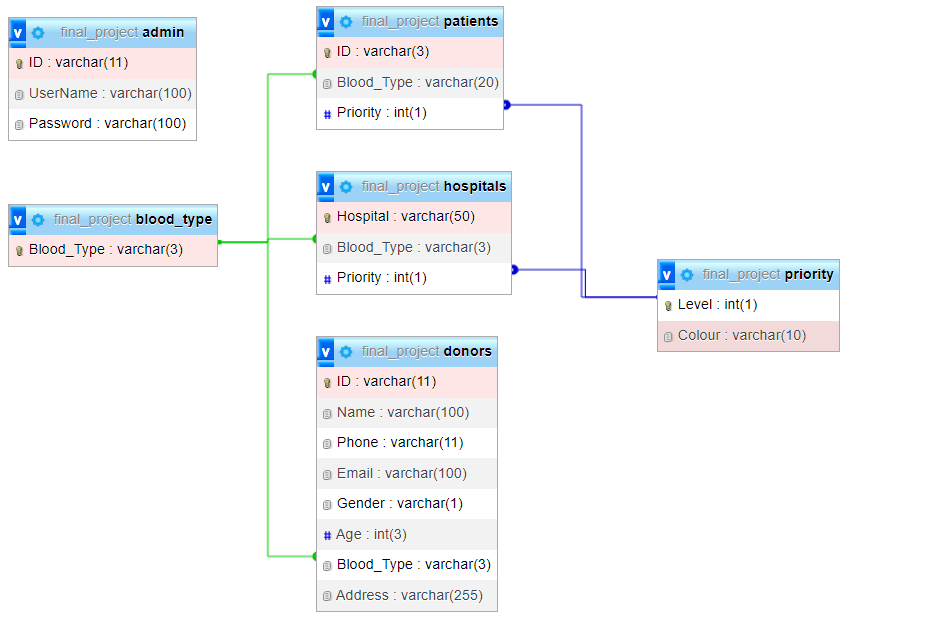 v final_project admin
ID : varchar(11)
UserName : varchar(100)
Password : varchar(100)
v final_project blood_type
Blood_Type : varchar(3)
v final_project patients
ID : varchar(3)
Blood_Type : varchar(20)
# Priority : int(1)
v final_project hospitals
Hospital : varchar(50)
Blood_Type : varchar(3)
# Priority : int(1)
v final_project donors
ID : varchar(11)
Name : varchar(100)
Phone : varchar(11)
Email : varchar(100)
Gender : varchar(1)
# Age : int(3)
Blood_Type : varchar(3)
Address : varchar(255)
v final_project priority
Level : int(1)
Colour : varchar(10)